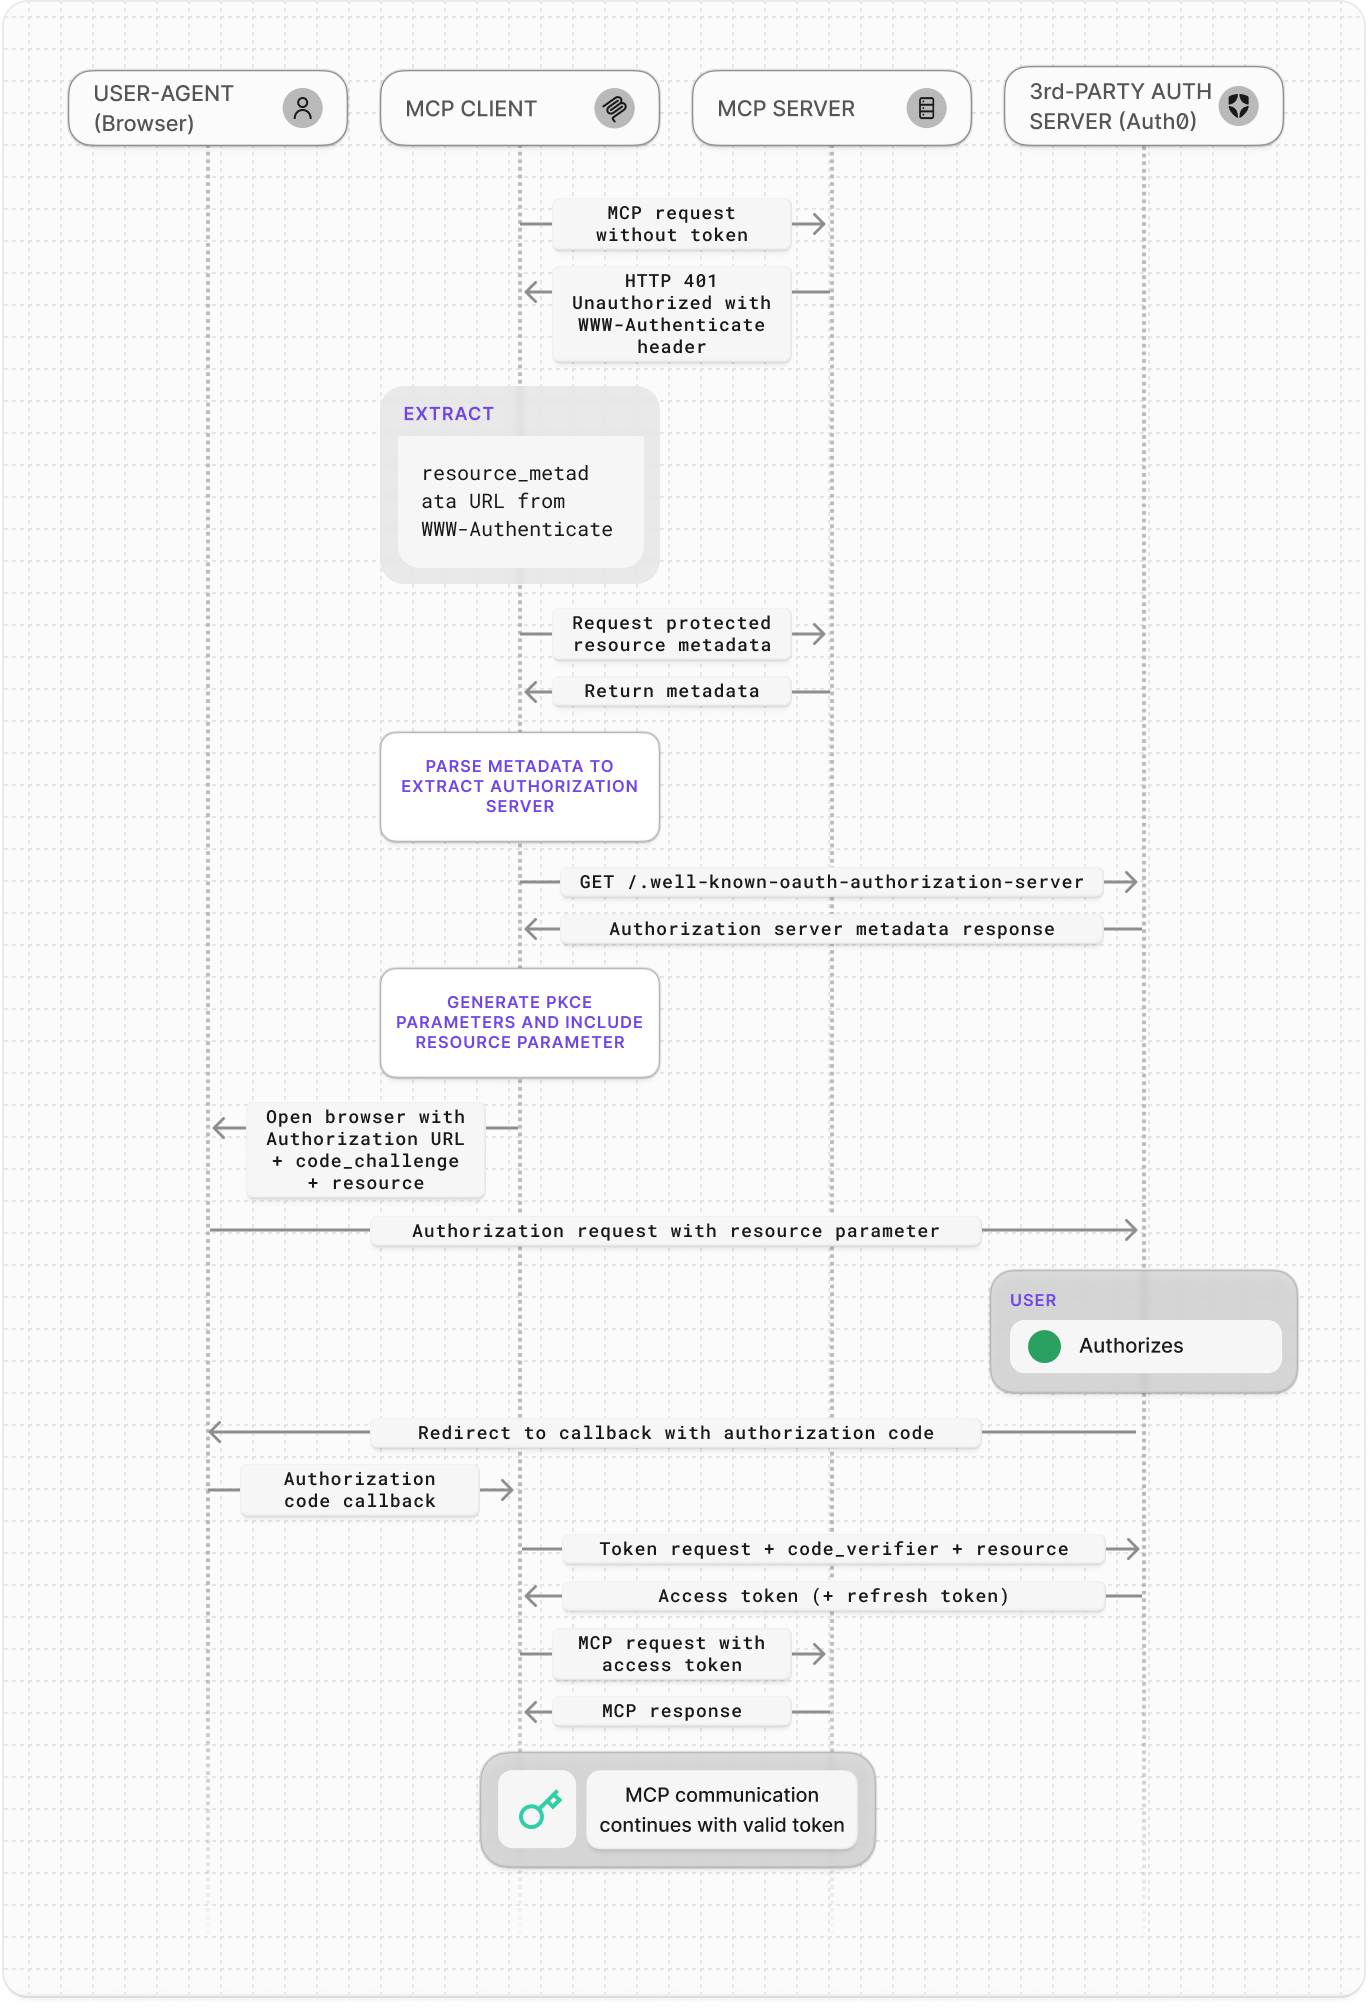 USER-AGENT
(Browser)
MCP CLIENT
MCP SERVER
3rd-PARTY AUTH
SERVER (Auth0)
MCP request
without token
HTTP 401
Unauthorized with
WWW-Authenticate
header
EXTRACT
resource_metad
ata URL from
WWW-Authenticate
Request protected
resource metadata
Return metadata
PARSE METADATA TO
EXTRACT AUTHORIZATION
SERVER
GET /.well-known-oauth-authorization-server
Authorization server metadata response
GENERATE PKCE
PARAMETERS AND INCLUDE
RESOURCE PARAMETER
Open browser with
Authorization URL
+ code_challenge
+ resource
Authorization request with resource parameter
USER
Authorizes
Redirect to callback with authorization code
Authorization
code callback
Token request + code_verifier + resource
Access token (+ refresh token)
MCP request with
access token
MCP response
MCP communication
continues with valid token